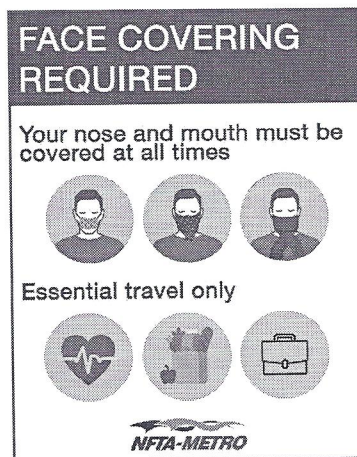 FACE COVERING
REQUIRED
Your nose and mouth must be
covered at all times
Essential travel only
NFTA-METRO